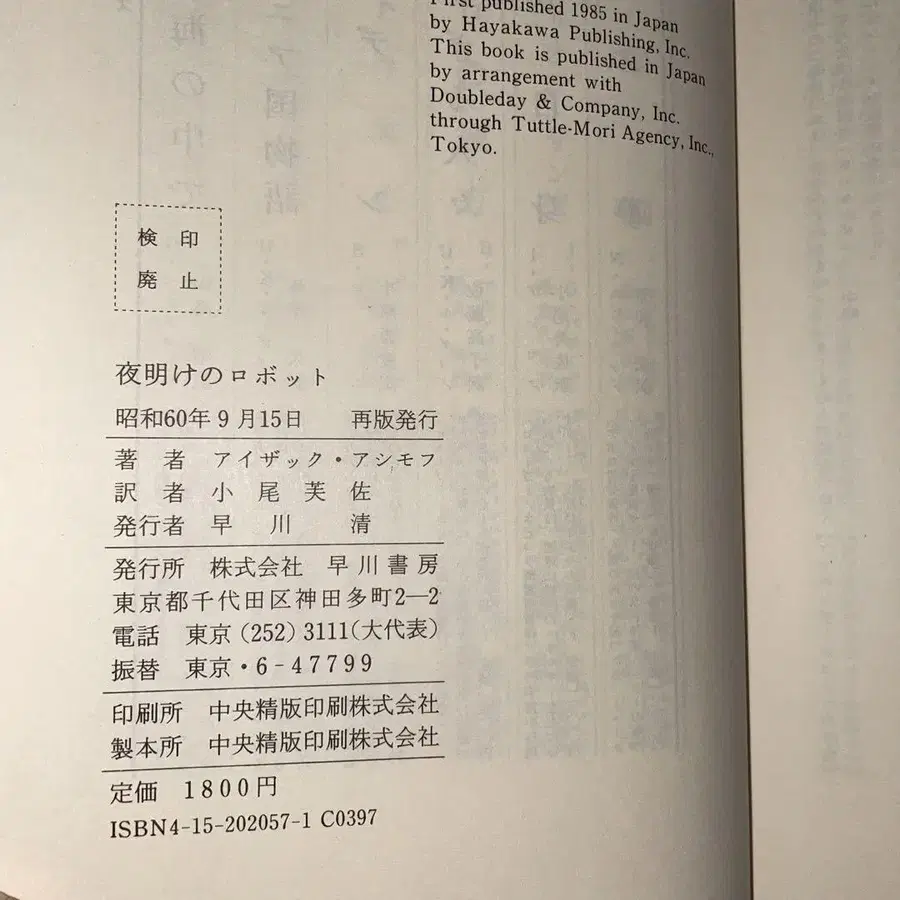 First published 1985 in Japan
by Hayakawa Publishing, Inc.
This book is published in Japan
by arrangement with
Doubleday & Company, Inc.
through Tuttle-Mori Agency, Inc.,
Tokyo.
検 印
廃 止
夜明けのロボット
昭和60年9月15日 再版発行
著 者 アイザック・アシモフ
訳 者 小尾芙佐
発行者 早川 清
発行所 株式会社 早川書房
東京都千代田区神田多町2—2
電話 東京(252)3111(大代表)
振替 東京・6-47799
印刷所 中央精版印刷株式会社
製本所 中央精版印刷株式会社
定価 1800円
ISBN4-15-202057-1 C0397